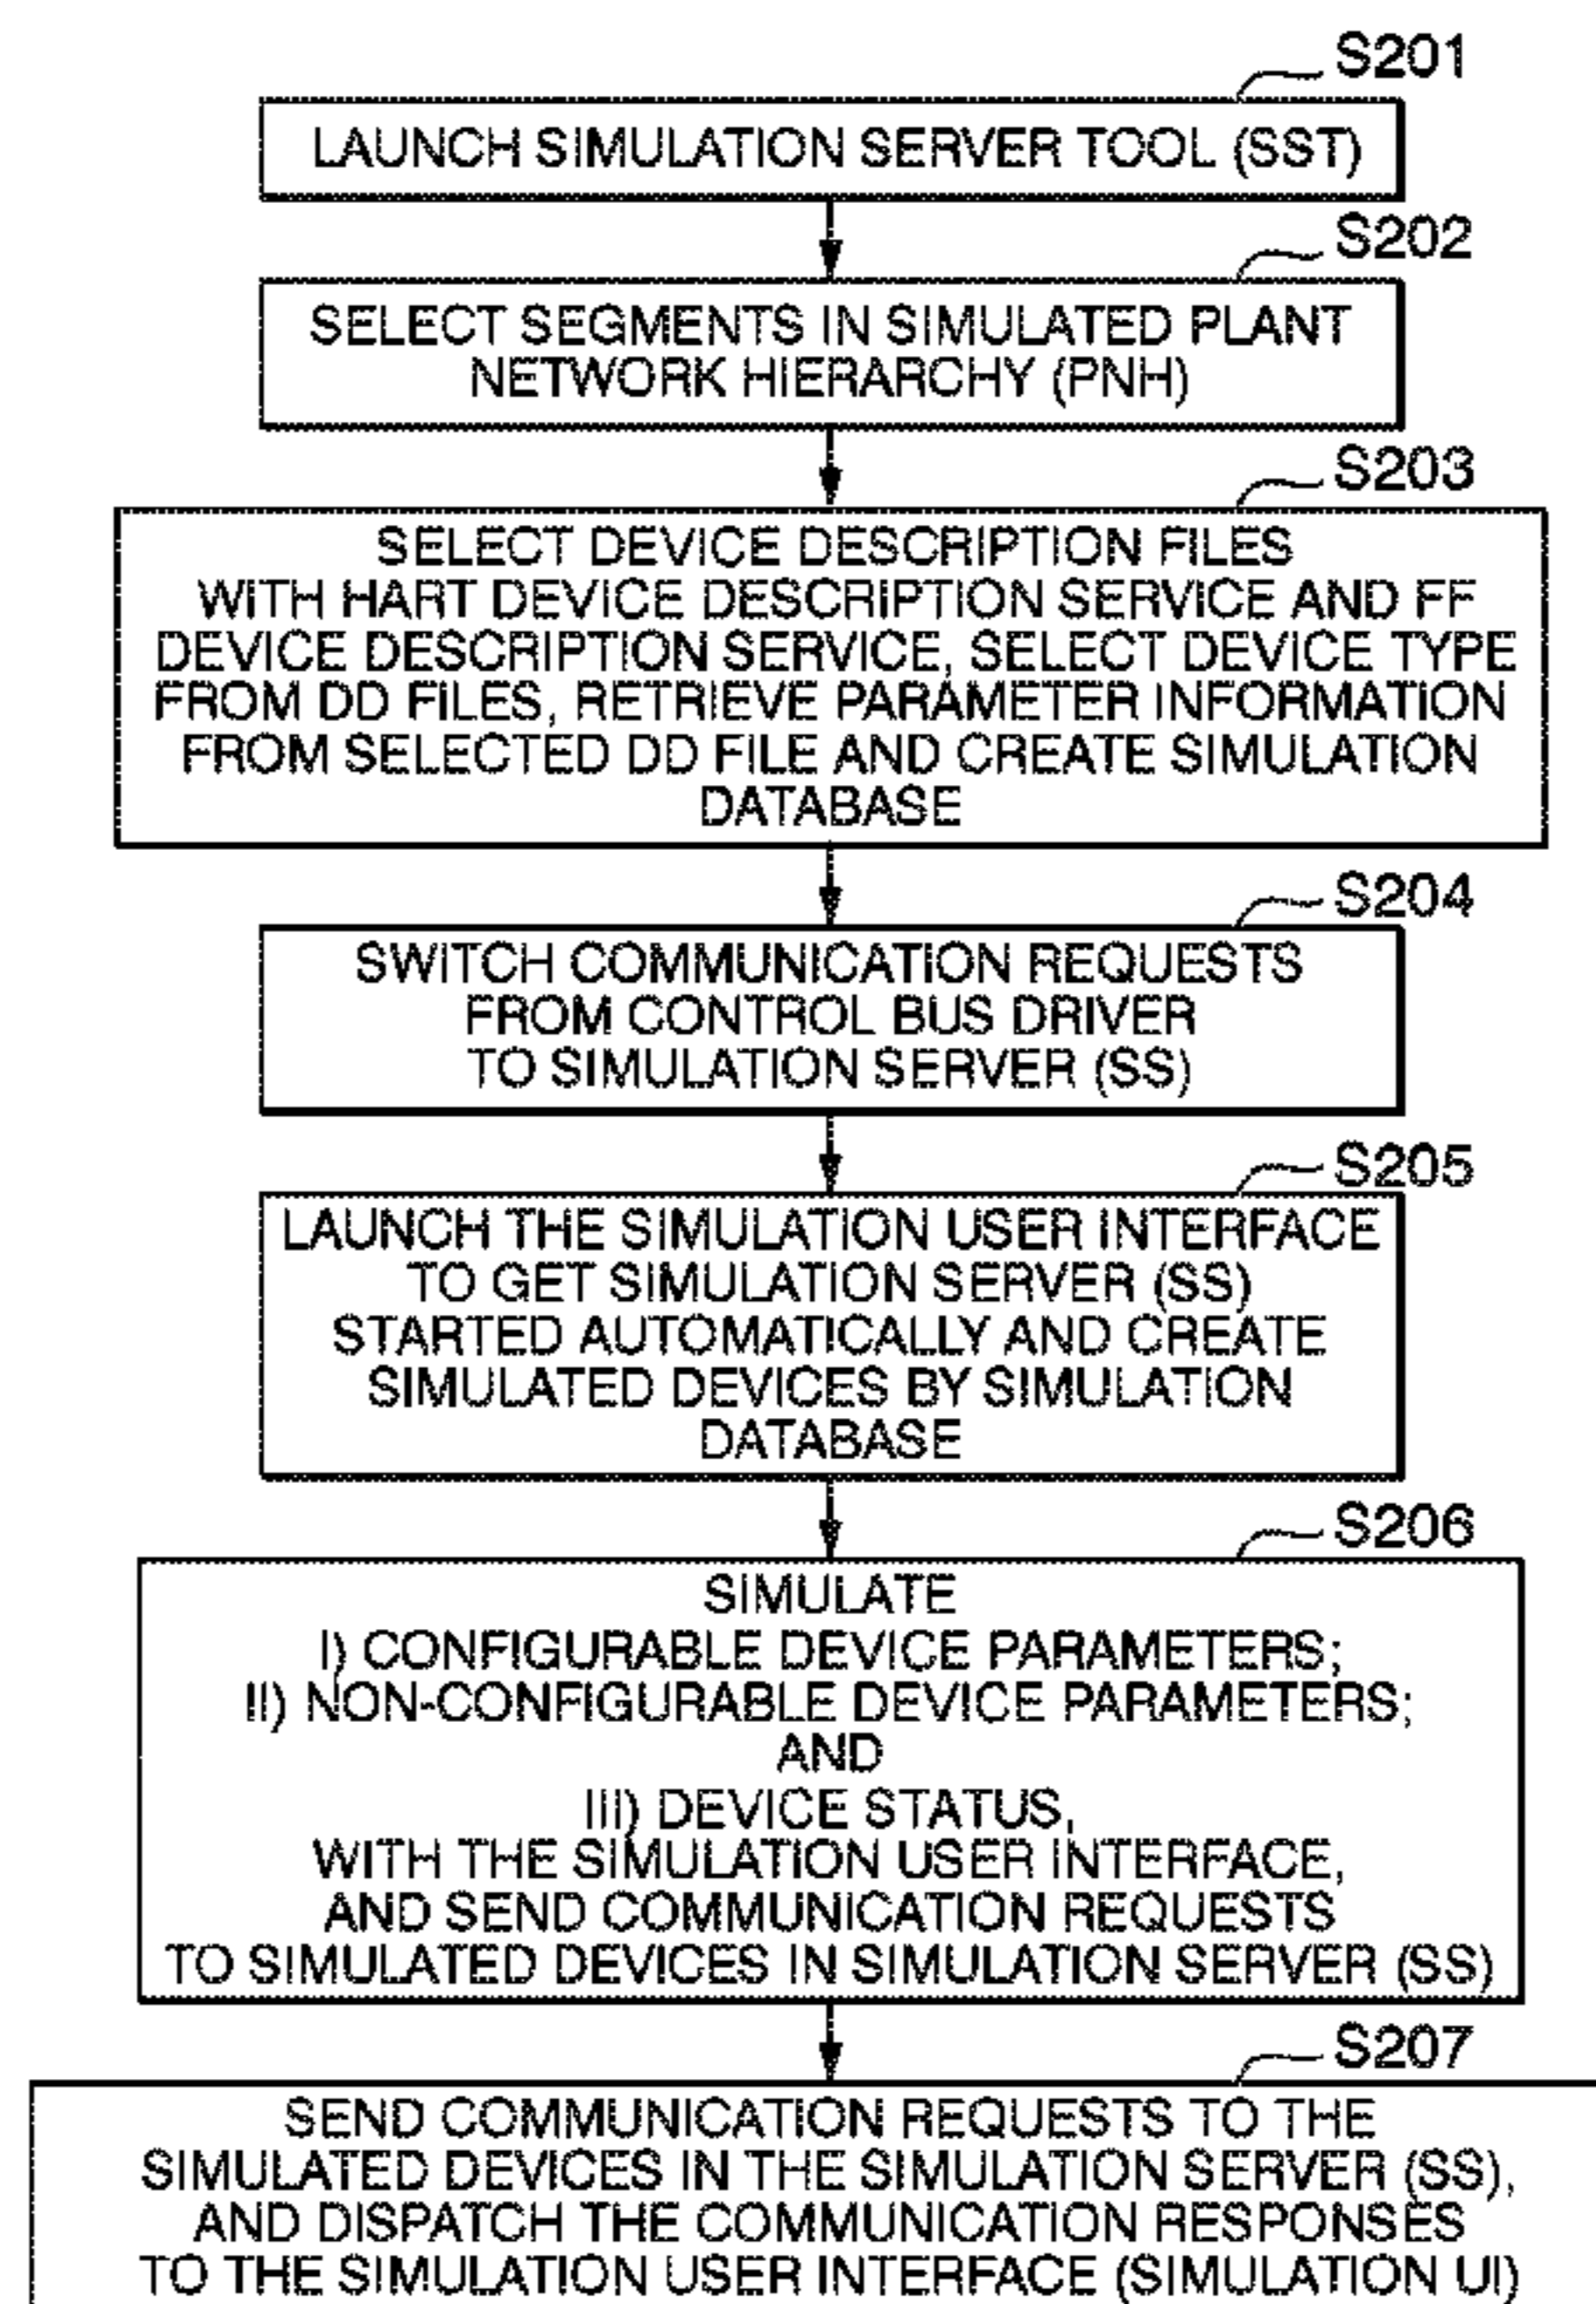 S201
LAUNCH SIMULATION SERVER TOOL (SST)
S202
SELECT SEGMENTS IN SIMULATED PLANT
NETWORK HIERARCHY (PNH)
S203
SELECT DEVICE DESCRIPTION FILES
WITH HART DEVICE DESCRIPTION SERVICE AND FF
DEVICE DESCRIPTION SERVICE, SELECT DEVICE TYPE
FROM DD FILES, RETRIEVE PARAMETER INFORMATION
FROM SELECTED DD FILE AND CREATE SIMULATION
DATABASE
S204
SWITCH COMMUNICATION REQUESTS
FROM CONTROL BUS DRIVER
TO SIMULATION SERVER (SS)
S205
LAUNCH THE SIMULATION USER INTERFACE
TO GET SIMULATION SERVER (SS)
STARTED AUTOMATICALLY AND CREATE
SIMULATED DEVICES BY SIMULATION
DATABASE
S206
SIMULATE
I) CONFIGURABLE DEVICE PARAMETERS;
II) NON-CONFIGURABLE DEVICE PARAMETERS;
AND
III) DEVICE STATUS,
WITH THE SIMULATION USER INTERFACE,
AND SEND COMMUNICATION REQUESTS
TO SIMULATED DEVICES IN SIMULATION SERVER (SS)
S207
SEND COMMUNICATION REQUESTS TO THE
SIMULATED DEVICES IN THE SIMULATION SERVER (SS),
AND DISPATCH THE COMMUNICATION RESPONSES
TO THE SIMULATION USER INTERFACE (SIMULATION UI)